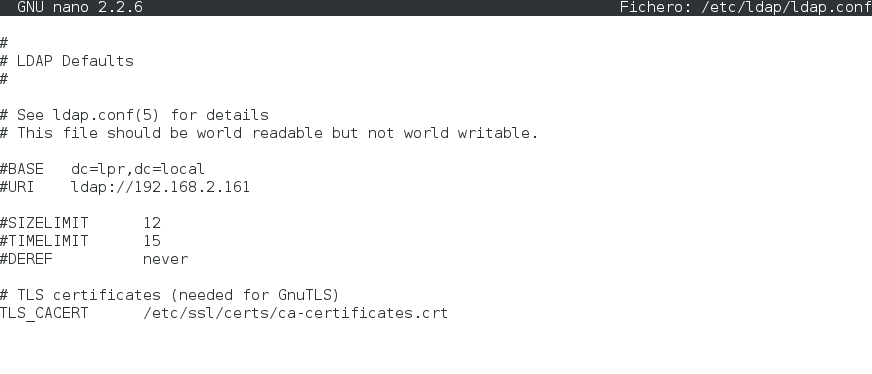 GNU nano 2.2.6 Fichero: /etc/ldap/ldap.conf
#
# LDAP Defaults
#
# See ldap.conf(5) for details
# This file should be world readable but not world writable.
#BASE dc=lpr,dc=local
#URI ldap://192.168.2.161
#SIZELIMIT 12
#TIMELIMIT 15
#DEREF never
# TLS certificates (needed for GnuTLS)
TLS_CACERT /etc/ssl/certs/ca-certificates.crt